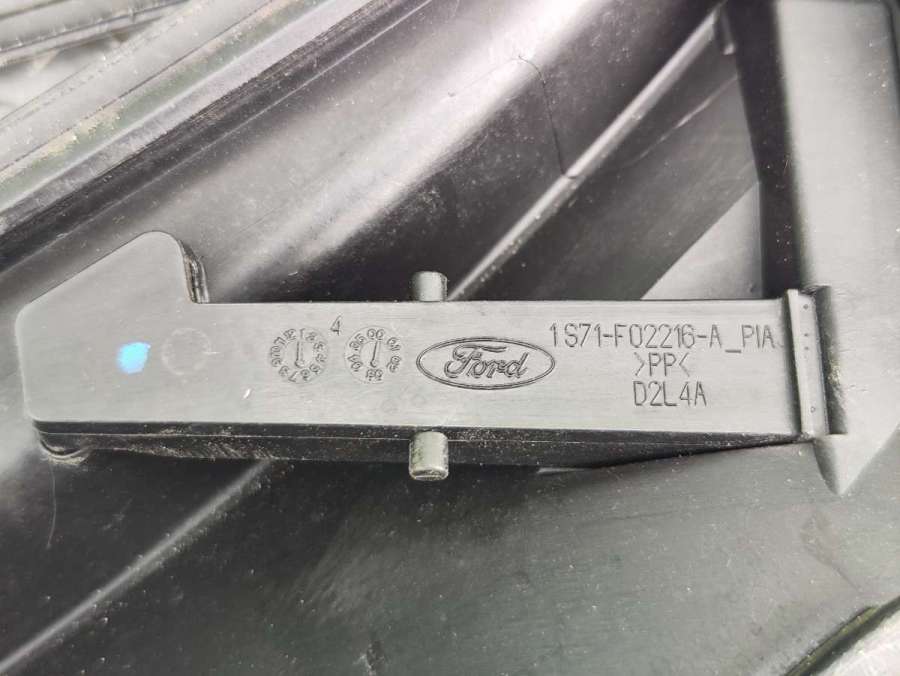 4
Ford
1S71-F02216-A_PIA
>PP<
D2L4A